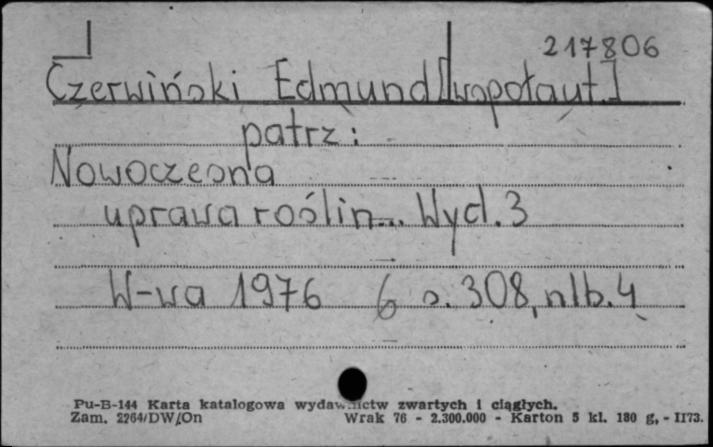 217806
Czerwiński Edmund [współaut.]
patrz:
Nowoczesna
uprawa roślin... Wyd. 3
W-wa 1976 6 s. 308, nlb. 4
Pu-B-144 Karta katalogowa wydawnictw zwartych i ciągłych.
Zam. 2264/DW/On Wrak 76 - 2.300.000 - Karton 5 kl. 180 g. - II73.